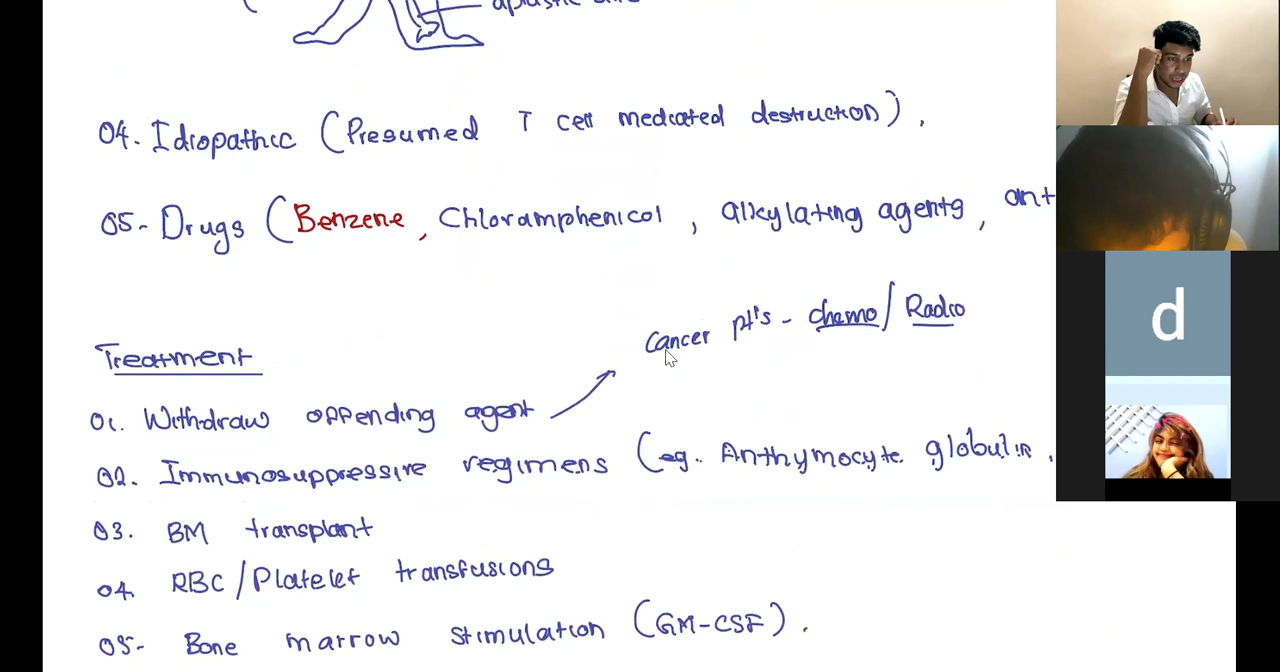 04. Idiopathic (Presumed T cell mediated destruction),
05- Drugs (Benzene, Chloramphenicol, alkylating agents, ant
Cancer pt's - chemo/Radio
Treatment
01. Withdraw offending agent
02. Immunosuppressive regimens (eg. Anthymocyte globulin,
03. BM transplant
04. RBC/Platelet transfusions
05- Bone marrow stimulation (GM-CSF).
d